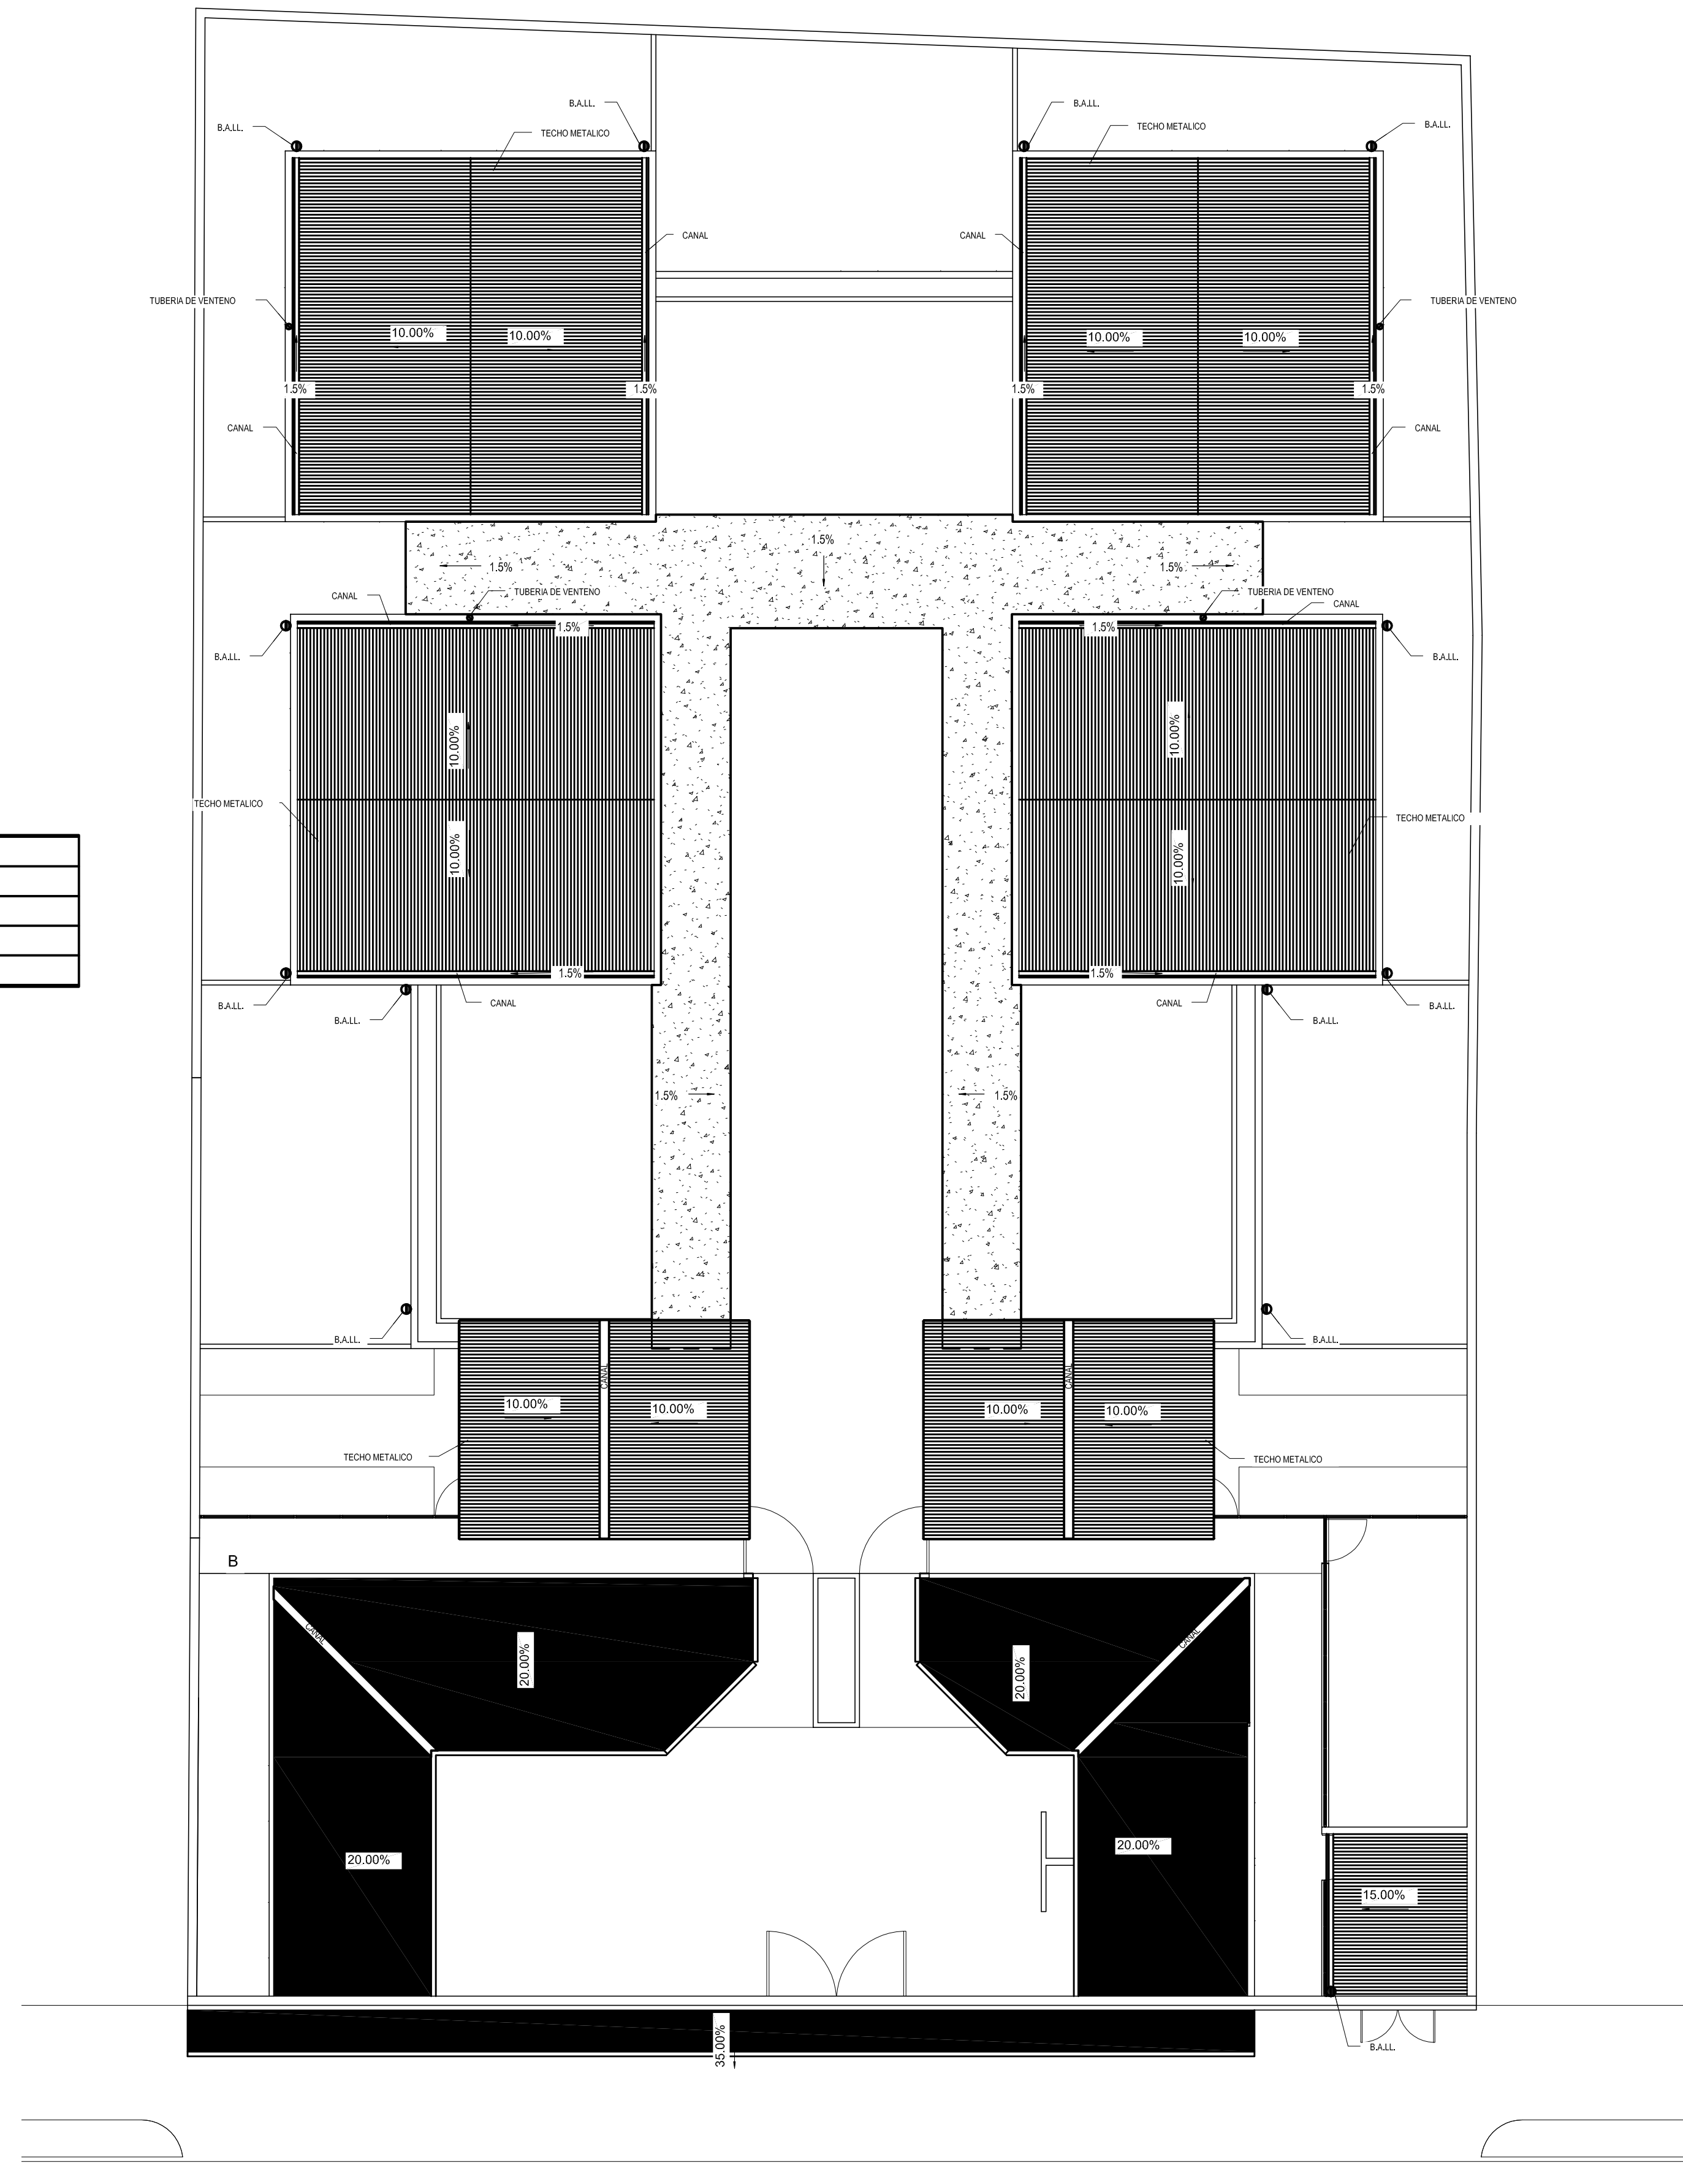 B.A.LL.
B.A.LL.
B.A.LL.
B.A.LL.
TECHO METALICO
TECHO METALICO
CANAL
CANAL
TUBERIA DE VENTENO
TUBERIA DE VENTENO
10.00%
10.00%
10.00%
10.00%
1.5%
1.5%
1.5%
1.5%
CANAL
CANAL
1.5%
1.5%
1.5%
CANAL
TUBERIA DE VENTENO
TUBERIA DE VENTENO
CANAL
1.5%
1.5%
B.A.LL.
B.A.LL.
10.00%
10.00%
TECHO METALICO
TECHO METALICO
10.00%
10.00%
1.5%
1.5%
B.A.LL.
CANAL
CANAL
B.A.LL.
B.A.LL.
B.A.LL.
1.5%
1.5%
B.A.LL.
B.A.LL.
CANAL
CANAL
10.00%
10.00%
10.00%
10.00%
TECHO METALICO
TECHO METALICO
B
CANAL
CANAL
20.00%
20.00%
20.00%
20.00%
15.00%
35.00%
B.A.LL.